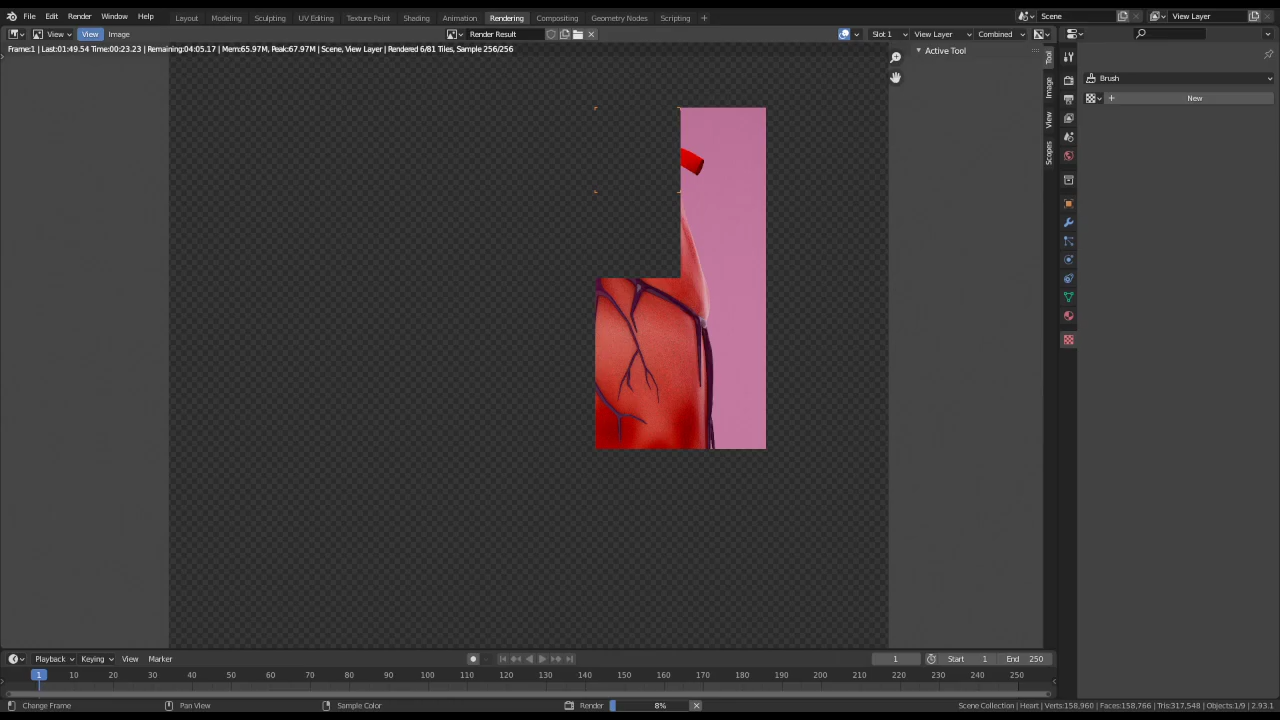 File Edit Render Window Help Layout Modeling Sculpting UV Editing Texture Paint Shading Animation Rendering Compositing Geometry Nodes Scripting + Scene View Layer
View View Image Render Result Slot 1 View Layer Combined
Frame:1 | Last:01:49.54 Time:00:23.23 | Remaining:04:05.17 | Mem:65.97M, Peak:67.97M | Scene, View Layer | Rendered 6/81 Tiles, Sample 256/256
Active Tool
Tool
Image
View
Scopes
Brush
+ New
Playback Keying View Marker 1 Start 1 End 250
1 10 20 30 40 50 60 70 80 90 100 110 120 130 140 150 160 170 180 190 200 210 220 230 240 250
Change Frame Pan View Sample Color Render 8% Scene Collection | Heart | Verts:158,960 | Faces:158,766 | Tris:317,548 | Objects:1/9 | 2.93.1